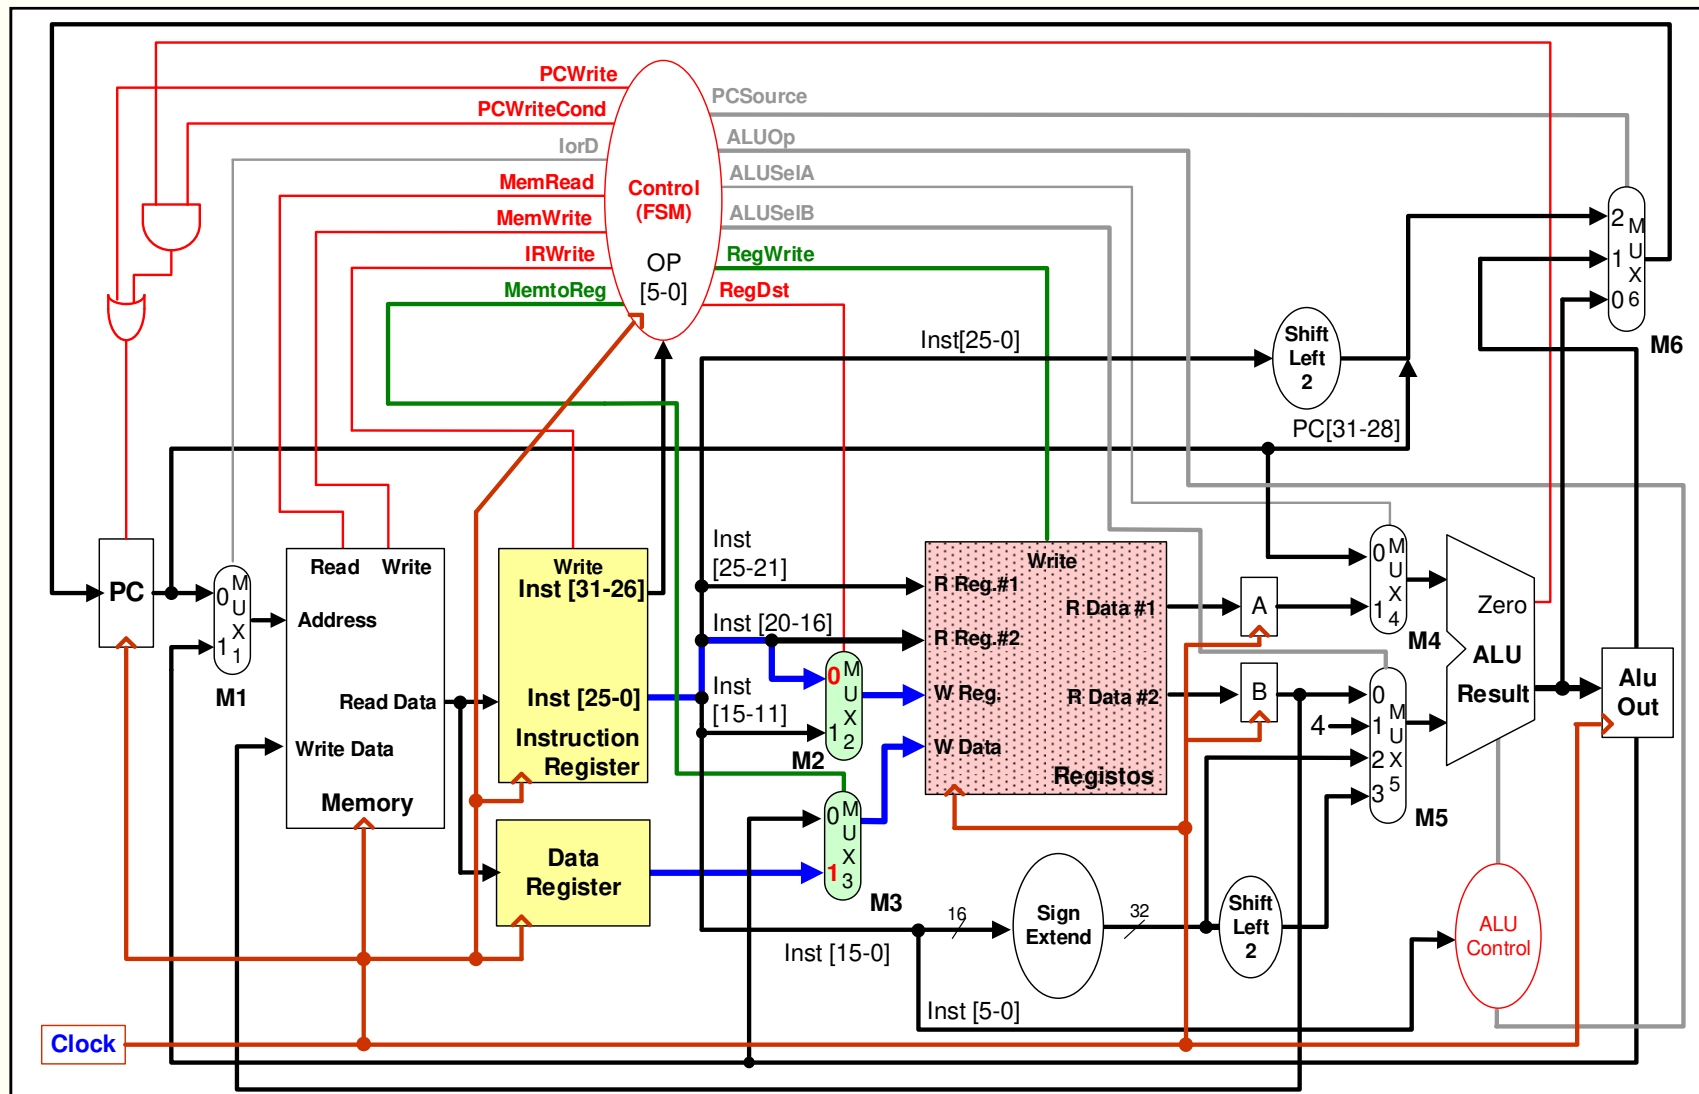 PCWrite
PCWriteCond
IorD
MemRead
MemWrite
IRWrite
MemtoReg
Control
(FSM)
OP
[5-0]
PCSource
ALUOp
ALUSelA
ALUSelB
RegWrite
RegDst
2
1
0
M
U
X
6
M6
Inst[25-0]
Shift
Left
2
PC[31-28]
PC
0
1
M
U
X
1
M1
Read Write
Address
Read Data
Write Data
Memory
Write
Inst [31-26]
Inst [25-0]
Instruction
Register
Data
Register
Inst
[25-21]
Inst [20-16]
Inst
[15-11]
0
1
M
U
X
2
M2
0
1
M
U
X
3
M3
Write
R Reg.#1
R Data #1
R Reg.#2
W Reg.
R Data #2
W Data
Registos
A
B
4
0
1
M
U
X
4
M4
0
1
2
3
M
U
X
5
M5
Zero
ALU
Result
Alu
Out
Inst [15-0]
16
Sign
Extend
32
Shift
Left
2
ALU
Control
Inst [5-0]
Clock